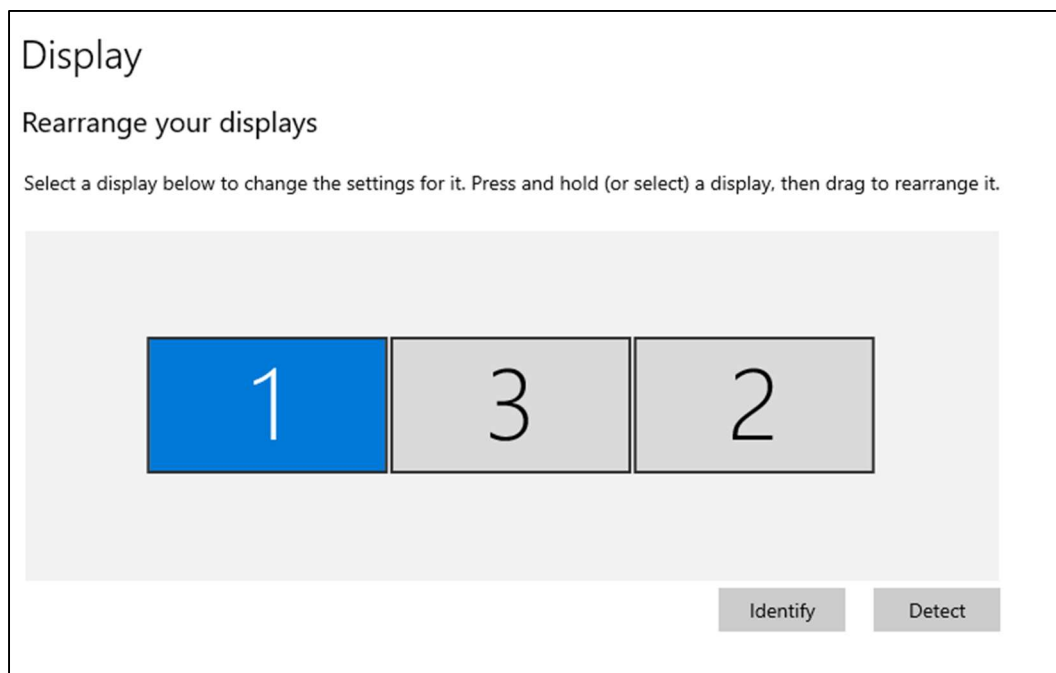 Display
Rearrange your displays
Select a display below to change the settings for it. Press and hold (or select) a display, then drag to rearrange it.
1 3 2
Identify Detect